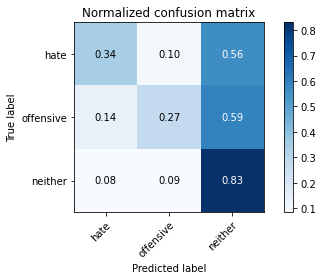 Normalized confusion matrix
True label
hate
0.34 0.10 0.56
offensive
0.14 0.27 0.59
neither
0.08 0.09 0.83
hate
offensive
neither
Predicted label
0.8
0.7
0.6
0.5
0.4
0.3
0.2
0.1